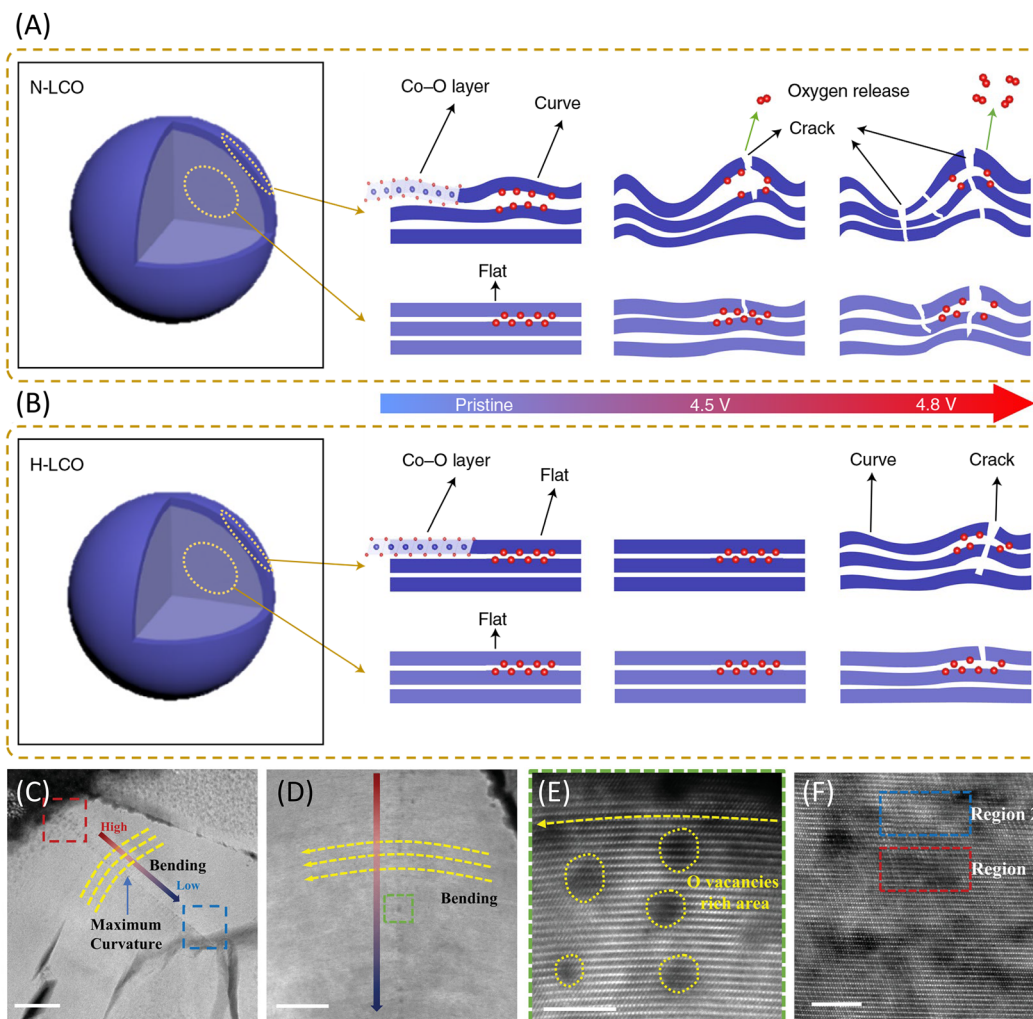 (A)
N-LCO
Co–O layer
Curve
Oxygen release
Crack
Flat
(B)
Pristine
4.5 V
4.8 V
H-LCO
Co–O layer
Flat
Curve
Crack
Flat
(C)
High
Bending
Low
Maximum
Curvature
(D)
Bending
(E)
O vacancies
rich area
(F)
Region
Region